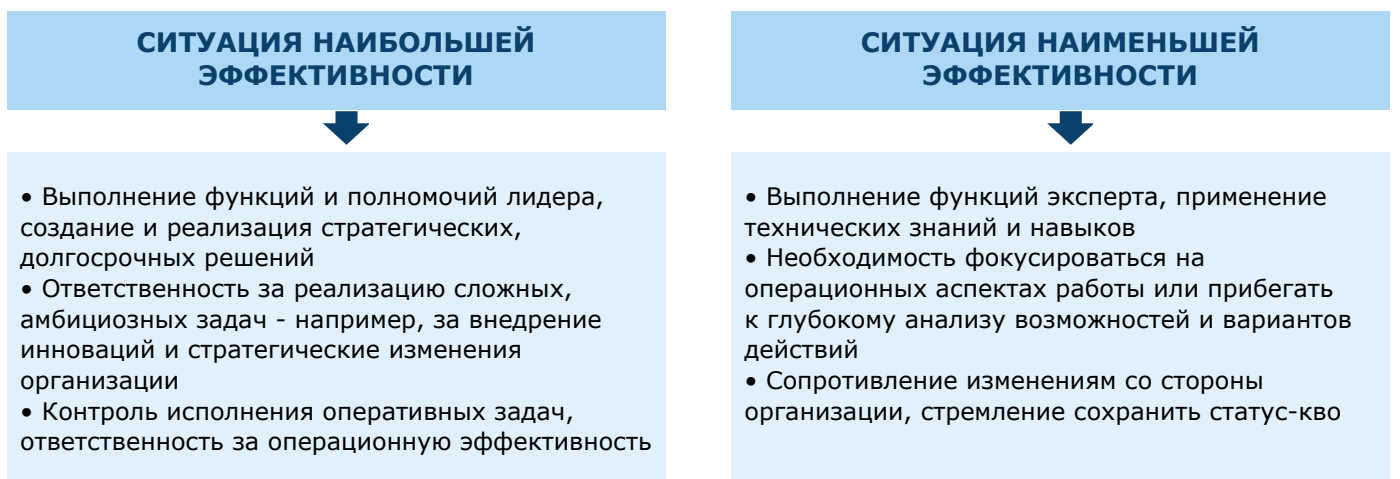 СИТУАЦИЯ НАИБОЛЬШЕЙ
ЭФФЕКТИВНОСТИ
• Выполнение функций и полномочий лидера,
создание и реализация стратегических,
долгосрочных решений
• Ответственность за реализацию сложных,
амбициозных задач - например, за внедрение
инноваций и стратегические изменения
организации
• Контроль исполнения оперативных задач,
ответственность за операционную эффективность
СИТУАЦИЯ НАИМЕНЬШЕЙ
ЭФФЕКТИВНОСТИ
• Выполнение функций эксперта, применение
технических знаний и навыков
• Необходимость фокусироваться на
операционных аспектах работы или прибегать
к глубокому анализу возможностей и вариантов
действий
• Сопротивление изменениям со стороны
организации, стремление сохранить статус-кво